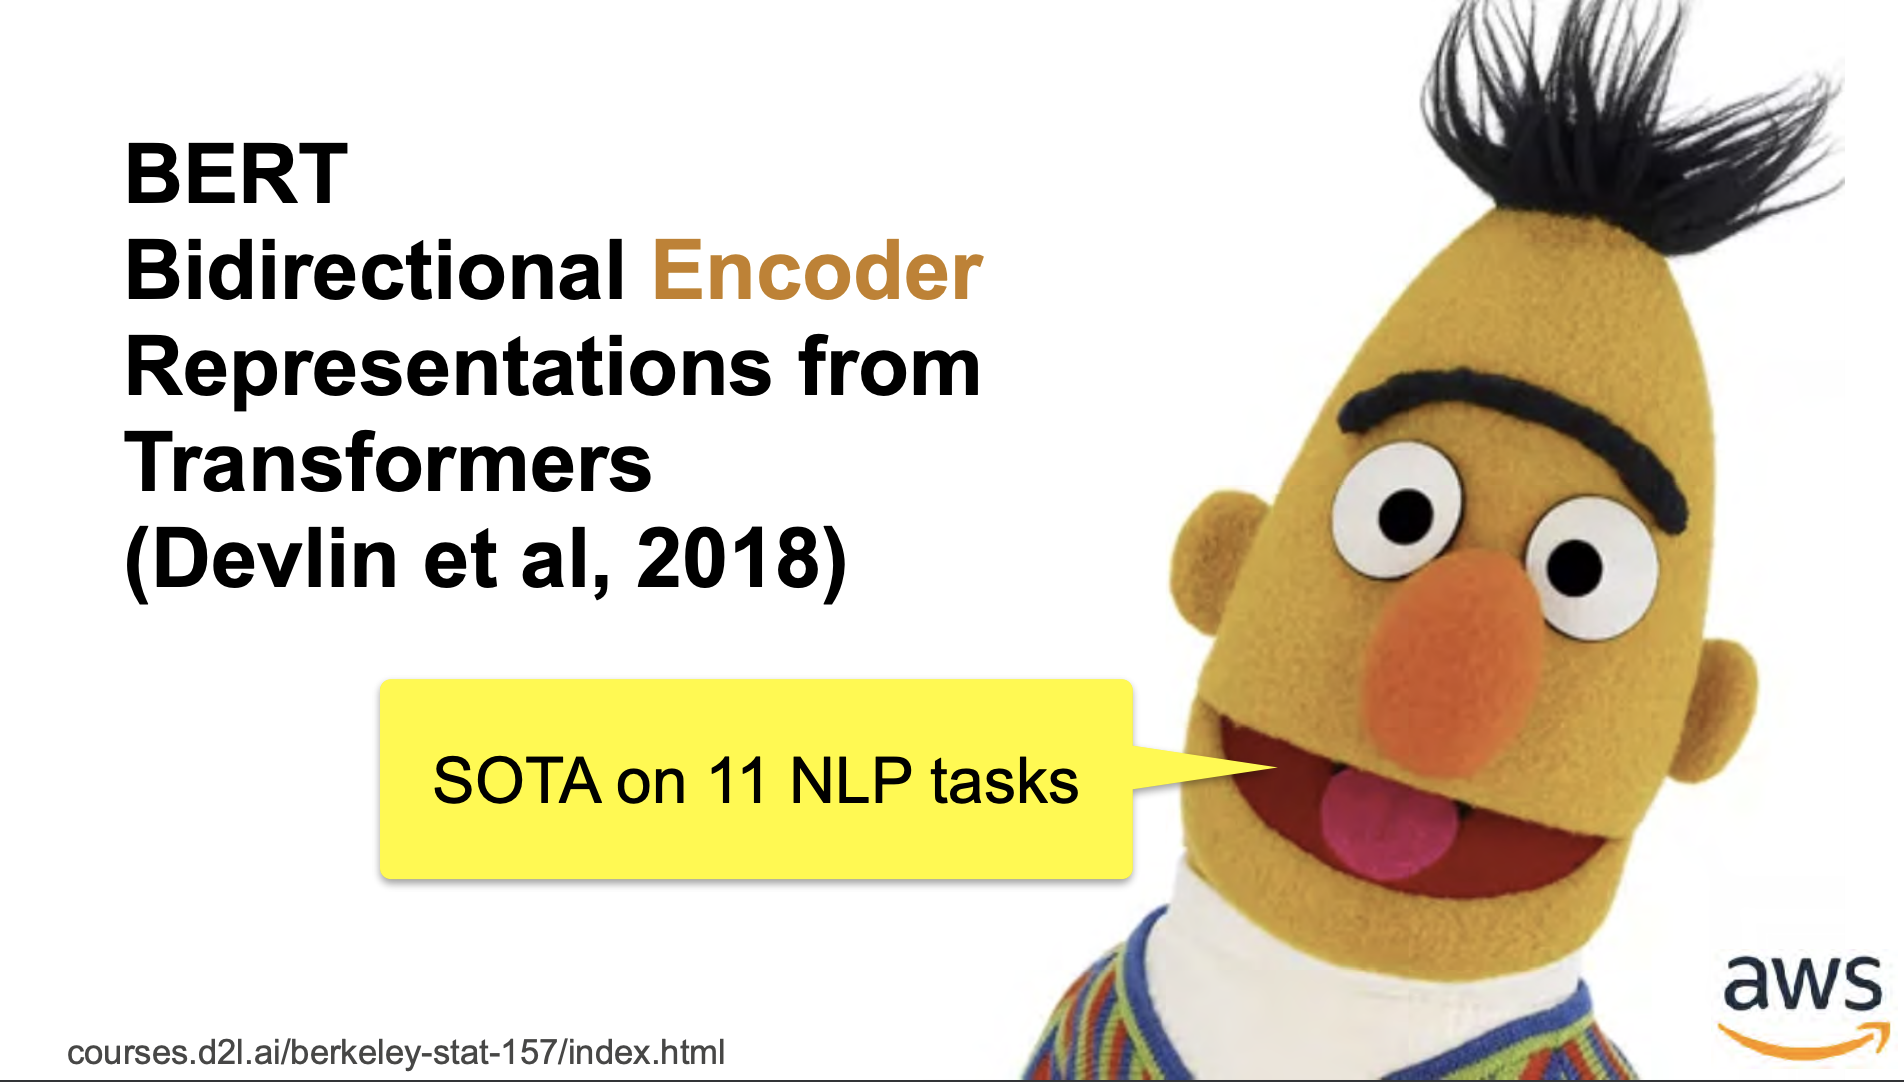 BERT
Bidirectional Encoder
Representations from
Transformers
(Devlin et al, 2018)
SOTA on 11 NLP tasks
courses.d2l.ai/berkeley-stat-157/index.html
aws